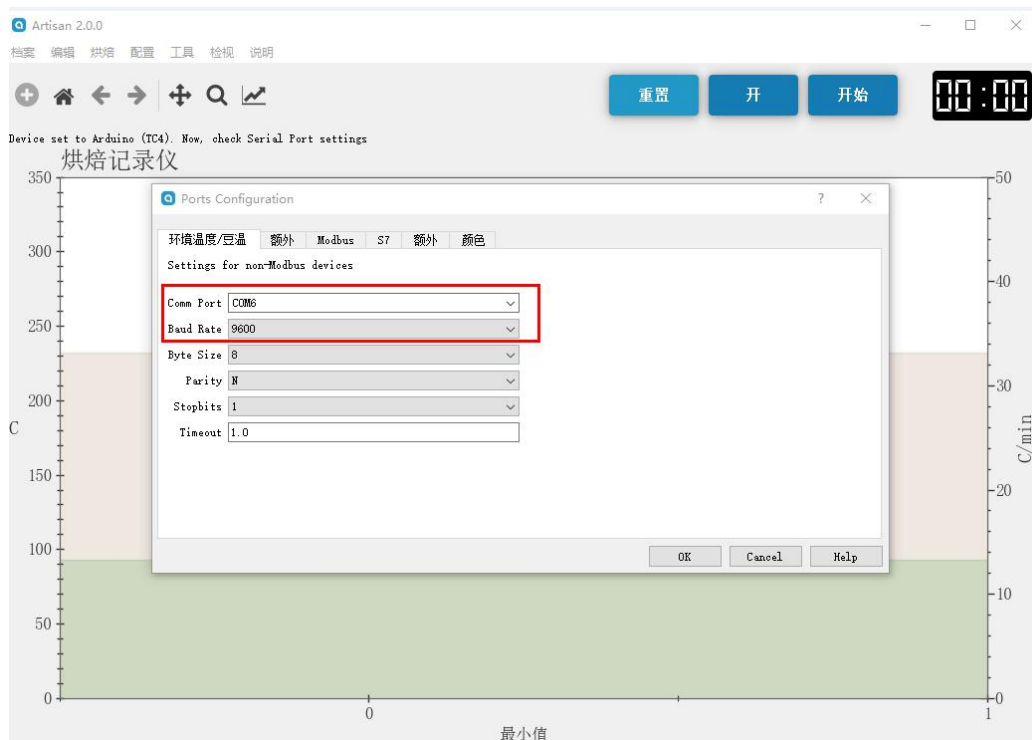 Artisan 2.0.0
档案 编辑 烘焙 配置 工具 检视 说明
重置 开 开始 00:00
Device set to Arduino (TC4). Now, check Serial Port settings
烘焙记录仪
Ports Configuration ?
环境温度/豆温 额外 Modbus S7 额外 颜色
Settings for non-Modbus devices
Comm Port COM6
Baud Rate 9600
Byte Size 8
Parity N
Stopbits 1
Timeout 1.0
OK Cancel Help
350
300
250
200
150
100
50
0
C
50
40
30
20
10
0
C/min
0 1
最小值